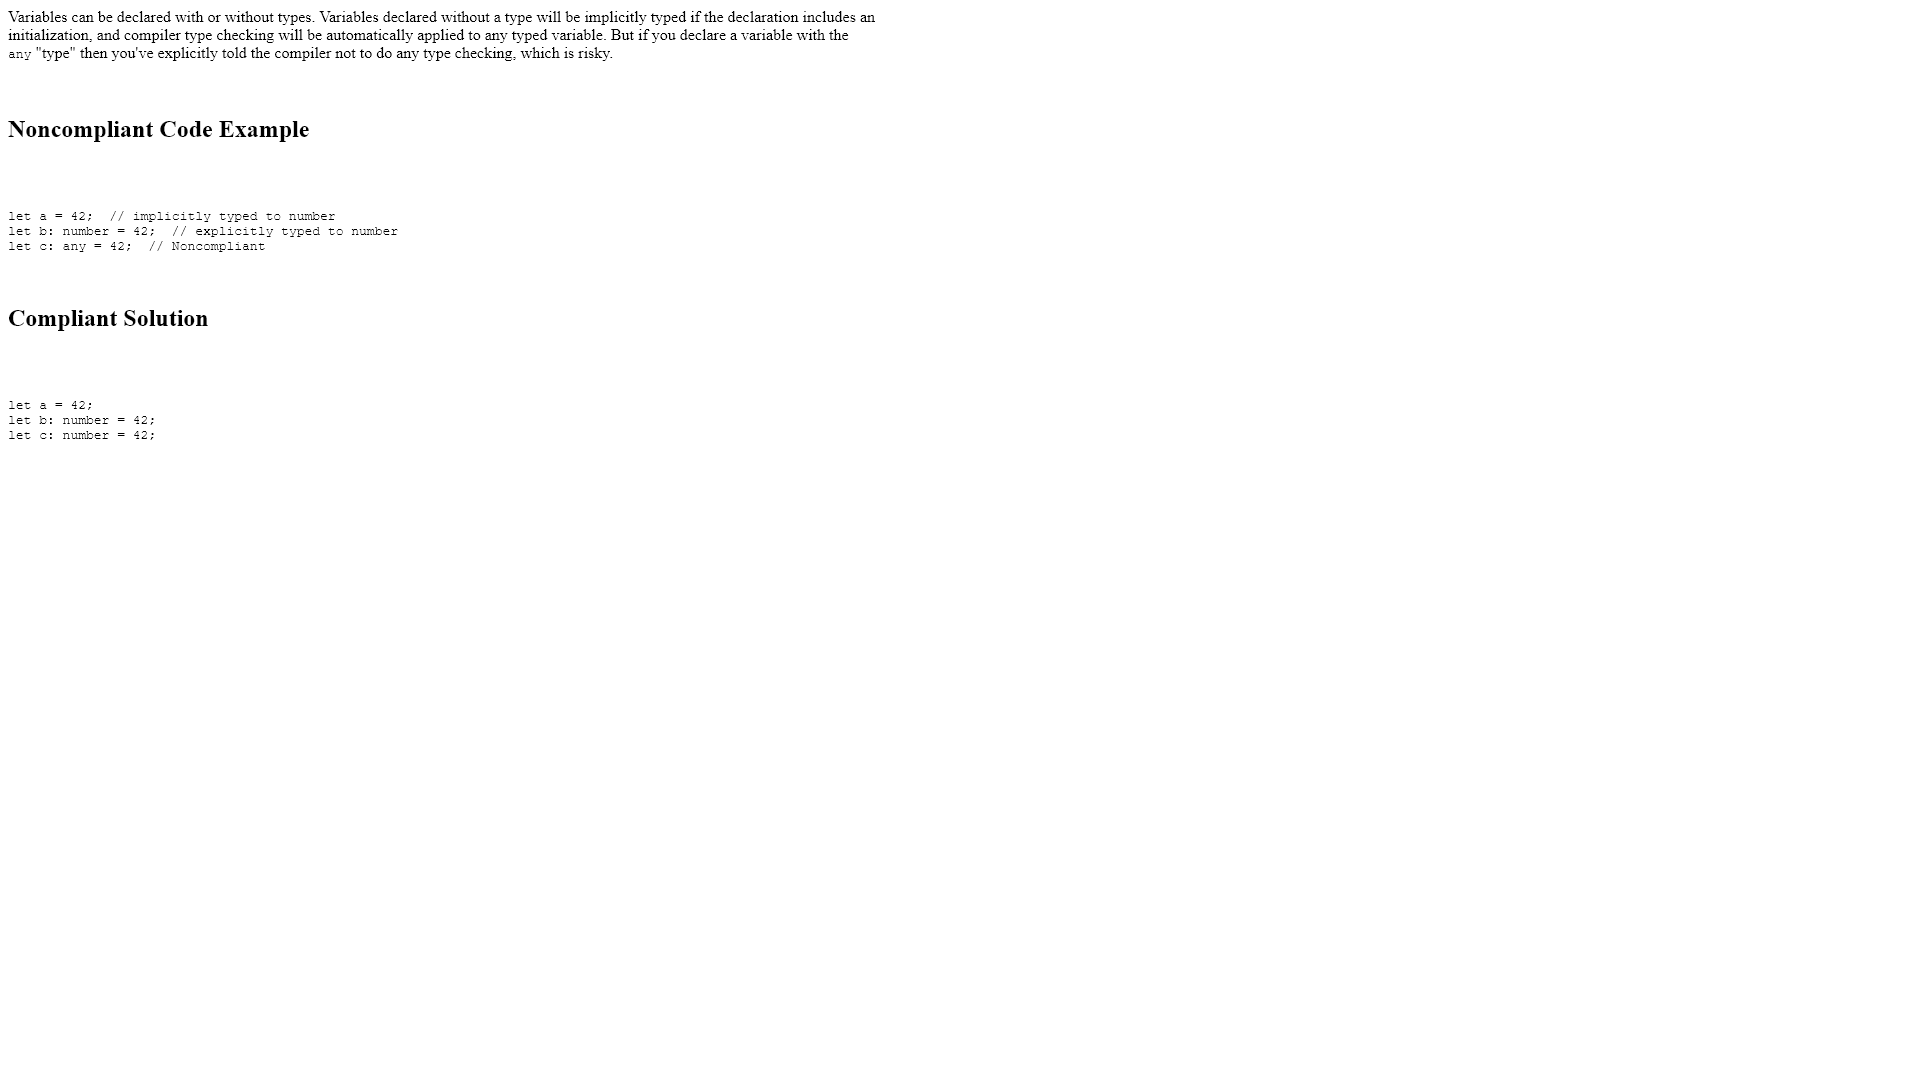 Variables can be declared with or without types. Variables declared without a type will be implicitly typed if the declaration includes an
initialization, and compiler type checking will be automatically applied to any typed variable. But if you declare a variable with the
any "type" then you've explicitly told the compiler not to do any type checking, which is risky.
Noncompliant Code Example
let a = 42;  // implicitly typed to number
let b: number = 42;  // explicitly typed to number
let c: any = 42;  // Noncompliant
Compliant Solution
let a = 42;
let b: number = 42;
let c: number = 42;